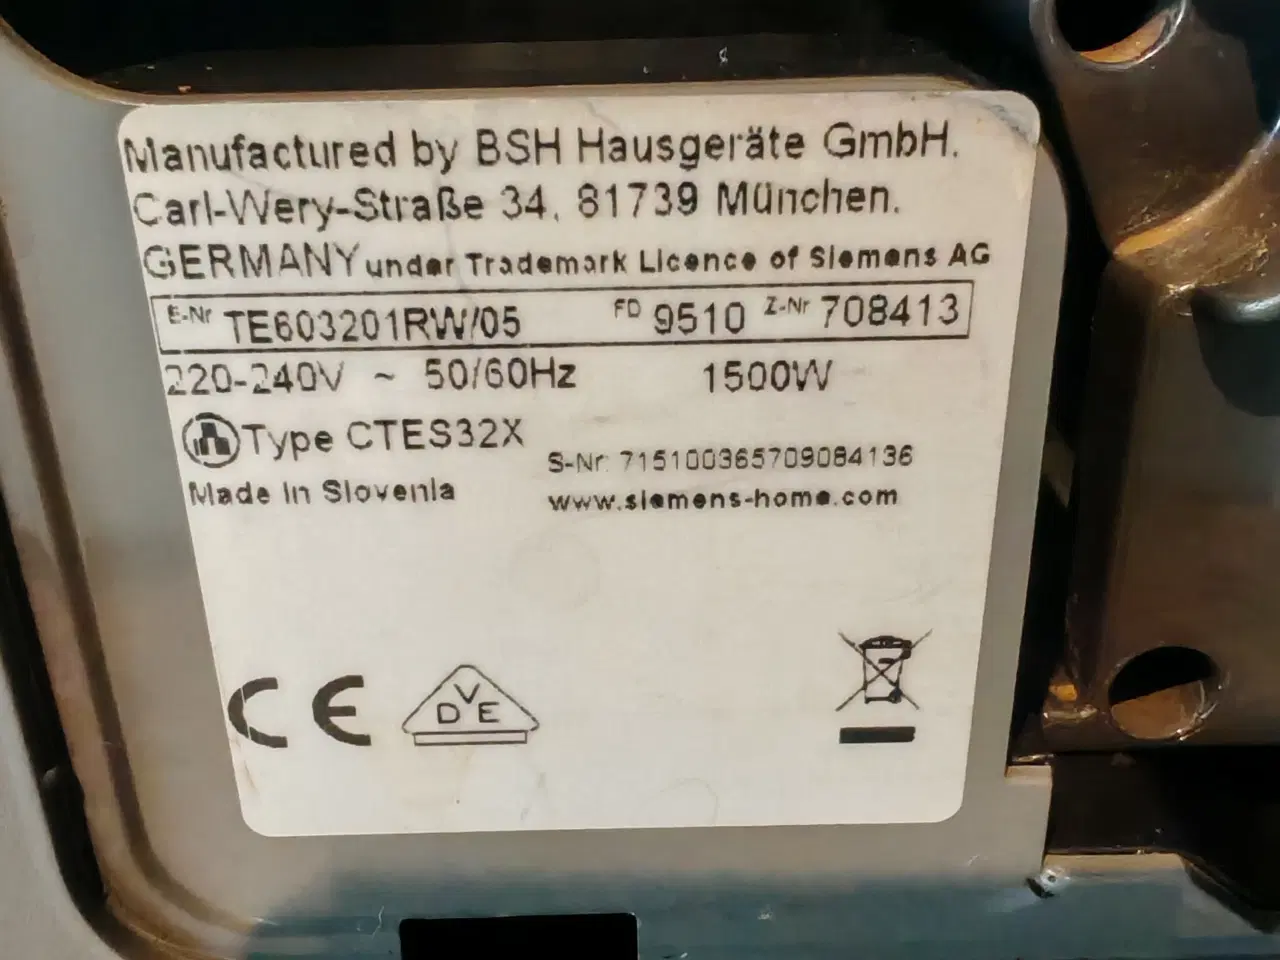 Manufactured by BSH Hausgeräte GmbH.
Carl-Wery-Straße 34, 81739 München.
GERMANY under Trademark Licence of Siemens AG
E-Nr TE603201RW/05 FD 9510 Z-Nr 708413
220-240V ~ 50/60Hz 1500W
Type CTES32X
S-Nr. 715100365709084136
Made in Slovenia
www.siemens-home.com
CE
VDE